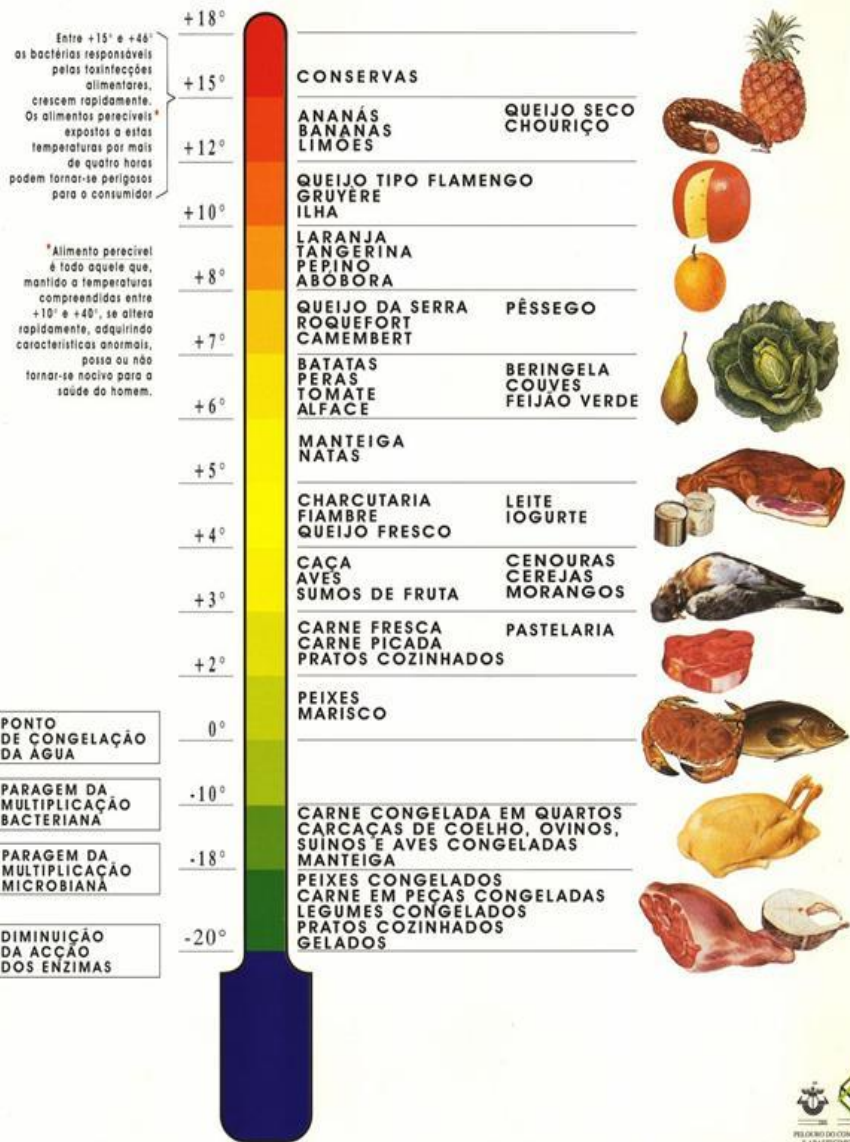 +18°
Entre +15° e +46°
as bactérias responsáveis
pelas toxinfecções
alimentares,
crescem rapidamente.
Os alimentos perecíveis*
expostos a estas
temperaturas por mais
de quatro horas
podem tornar-se perigosos
para o consumidor
*Alimento perecível
é todo aquele que,
mantido a temperaturas
compreendidas entre
+10° e +40°, se altera
rapidamente, adquirindo
características anormais,
possa ou não
tornar-se nocivo para a
saúde do homem.
CONSERVAS
+15°
ANANÁS
BANANAS
LIMÕES
QUEIJO SECO
CHOURIÇO
+12°
QUEIJO TIPO FLAMENGO
GRUYÈRE
ILHA
+10°
LARANJA
TANGERINA
PEPINO
ABÓBORA
+8°
QUEIJO DA SERRA
ROQUEFORT
CAMEMBERT
PÊSSEGO
+7°
BATATAS
PERAS
TOMATE
ALFACE
BERINGELA
COUVES
FEIJÃO VERDE
+6°
MANTEIGA
NATAS
+5°
CHARCUTARIA
FIAMBRE
QUEIJO FRESCO
LEITE
IOGURTE
+4°
CAÇA
AVES
SUMOS DE FRUTA
CENOURAS
CEREJAS
MORANGOS
+3°
CARNE FRESCA
CARNE PICADA
PRATOS COZINHADOS
PASTELARIA
+2°
PEIXES
MARISCO
0°
PONTO
DE CONGELAÇÃO
DA ÁGUA
-10°
PARAGEM DA
MULTIPLICAÇÃO
BACTERIANA
CARNE CONGELADA EM QUARTOS
CARCAÇAS DE COELHO, OVINOS,
SUÍNOS E AVES CONGELADAS
MANTEIGA
-18°
PARAGEM DA
MULTIPLICAÇÃO
MICROBIANA
PEIXES CONGELADOS
CARNE EM PEÇAS CONGELADAS
LEGUMES CONGELADOS
PRATOS COZINHADOS
GELADOS
-20°
DIMINUIÇÃO
DA ACÇÃO
DOS ENZIMAS
PELOURO DO